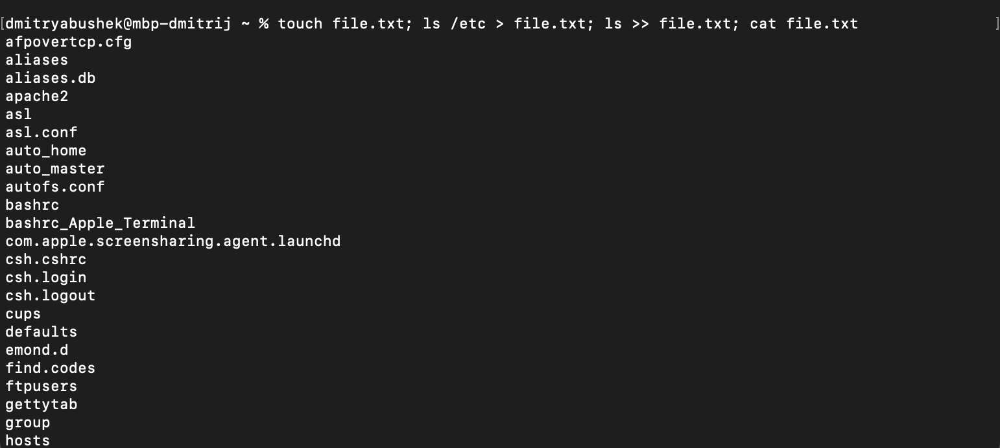 [dmitryabushek@mbp-dmitrij ~ % touch file.txt; ls /etc > file.txt; ls >> file.txt; cat file.txt ]
afpovertcp.cfg
aliases
aliases.db
apache2
asl
asl.conf
auto_home
auto_master
autofs.conf
bashrc
bashrc_Apple_Terminal
com.apple.screensharing.agent.launchd
csh.cshrc
csh.login
csh.logout
cups
defaults
emond.d
find.codes
ftpusers
gettytab
group
hosts